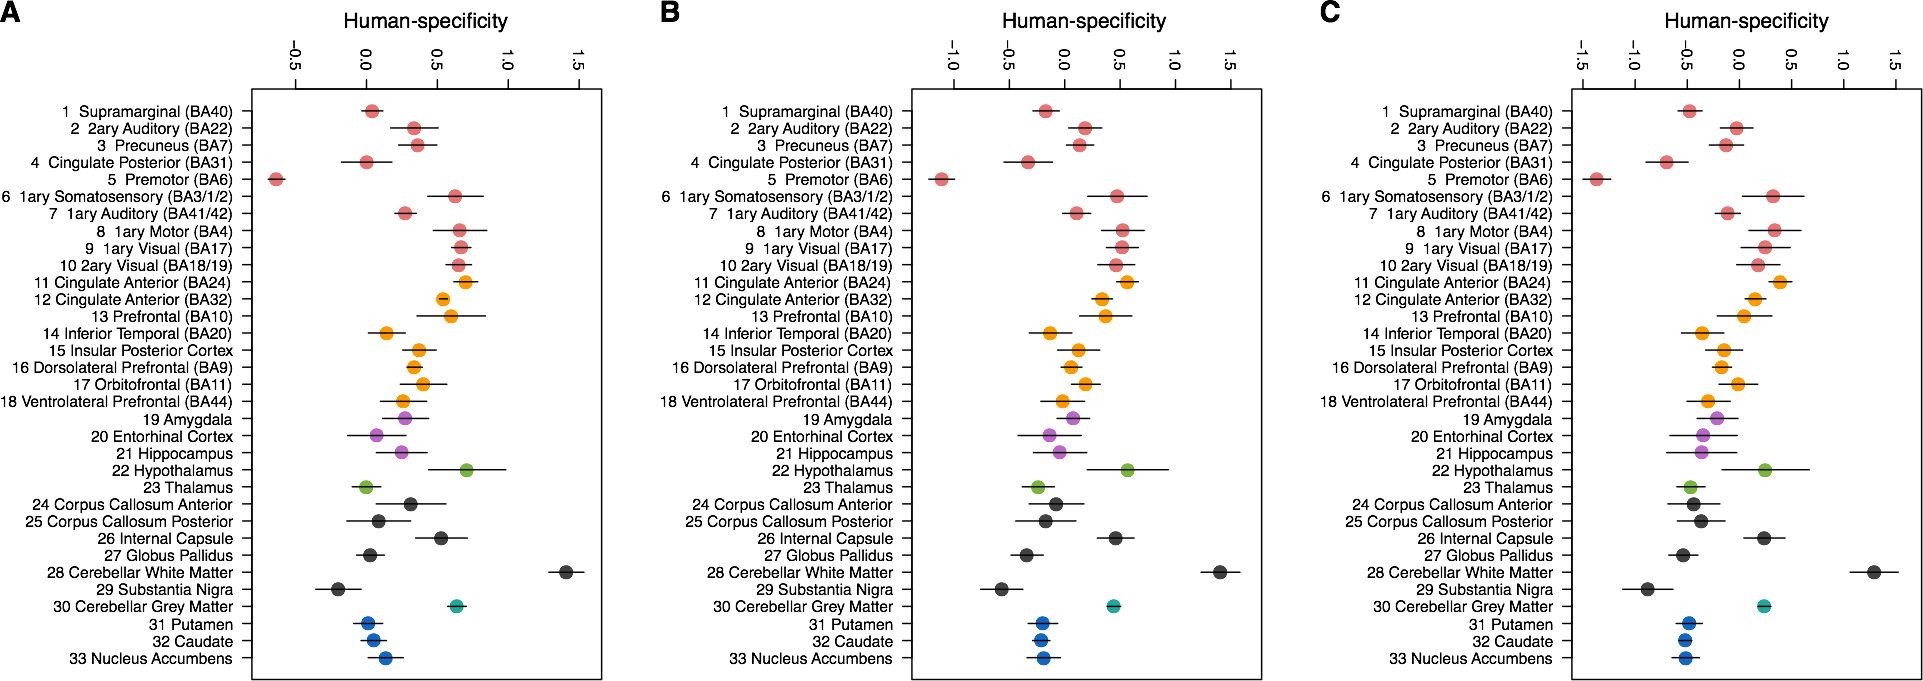 A
Human-specificity
-0.5 0.0 0.5 1.0 1.5
1 Supramarginal (BA40)
2 2ary Auditory (BA22)
3 Precuneus (BA7)
4 Cingulate Posterior (BA31)
5 Premotor (BA6)
6 1ary Somatosensory (BA3/1/2)
7 1ary Auditory (BA41/42)
8 1ary Motor (BA4)
9 1ary Visual (BA17)
10 2ary Visual (BA18/19)
11 Cingulate Anterior (BA24)
12 Cingulate Anterior (BA32)
13 Prefrontal (BA10)
14 Inferior Temporal (BA20)
15 Insular Posterior Cortex
16 Dorsolateral Prefrontal (BA9)
17 Orbitofrontal (BA11)
18 Ventrolateral Prefrontal (BA44)
19 Amygdala
20 Entorhinal Cortex
21 Hippocampus
22 Hypothalamus
23 Thalamus
24 Corpus Callosum Anterior
25 Corpus Callosum Posterior
26 Internal Capsule
27 Globus Pallidus
28 Cerebellar White Matter
29 Substantia Nigra
30 Cerebellar Grey Matter
31 Putamen
32 Caudate
33 Nucleus Accumbens
B
Human-specificity
-1.0 -0.5 0.0 0.5 1.0 1.5
1 Supramarginal (BA40)
2 2ary Auditory (BA22)
3 Precuneus (BA7)
4 Cingulate Posterior (BA31)
5 Premotor (BA6)
6 1ary Somatosensory (BA3/1/2)
7 1ary Auditory (BA41/42)
8 1ary Motor (BA4)
9 1ary Visual (BA17)
10 2ary Visual (BA18/19)
11 Cingulate Anterior (BA24)
12 Cingulate Anterior (BA32)
13 Prefrontal (BA10)
14 Inferior Temporal (BA20)
15 Insular Posterior Cortex
16 Dorsolateral Prefrontal (BA9)
17 Orbitofrontal (BA11)
18 Ventrolateral Prefrontal (BA44)
19 Amygdala
20 Entorhinal Cortex
21 Hippocampus
22 Hypothalamus
23 Thalamus
24 Corpus Callosum Anterior
25 Corpus Callosum Posterior
26 Internal Capsule
27 Globus Pallidus
28 Cerebellar White Matter
29 Substantia Nigra
30 Cerebellar Grey Matter
31 Putamen
32 Caudate
33 Nucleus Accumbens
C
Human-specificity
-1.5 -1.0 -0.5 0.0 0.5 1.0 1.5
1 Supramarginal (BA40)
2 2ary Auditory (BA22)
3 Precuneus (BA7)
4 Cingulate Posterior (BA31)
5 Premotor (BA6)
6 1ary Somatosensory (BA3/1/2)
7 1ary Auditory (BA41/42)
8 1ary Motor (BA4)
9 1ary Visual (BA17)
10 2ary Visual (BA18/19)
11 Cingulate Anterior (BA24)
12 Cingulate Anterior (BA32)
13 Prefrontal (BA10)
14 Inferior Temporal (BA20)
15 Insular Posterior Cortex
16 Dorsolateral Prefrontal (BA9)
17 Orbitofrontal (BA11)
18 Ventrolateral Prefrontal (BA44)
19 Amygdala
20 Entorhinal Cortex
21 Hippocampus
22 Hypothalamus
23 Thalamus
24 Corpus Callosum Anterior
25 Corpus Callosum Posterior
26 Internal Capsule
27 Globus Pallidus
28 Cerebellar White Matter
29 Substantia Nigra
30 Cerebellar Grey Matter
31 Putamen
32 Caudate
33 Nucleus Accumbens